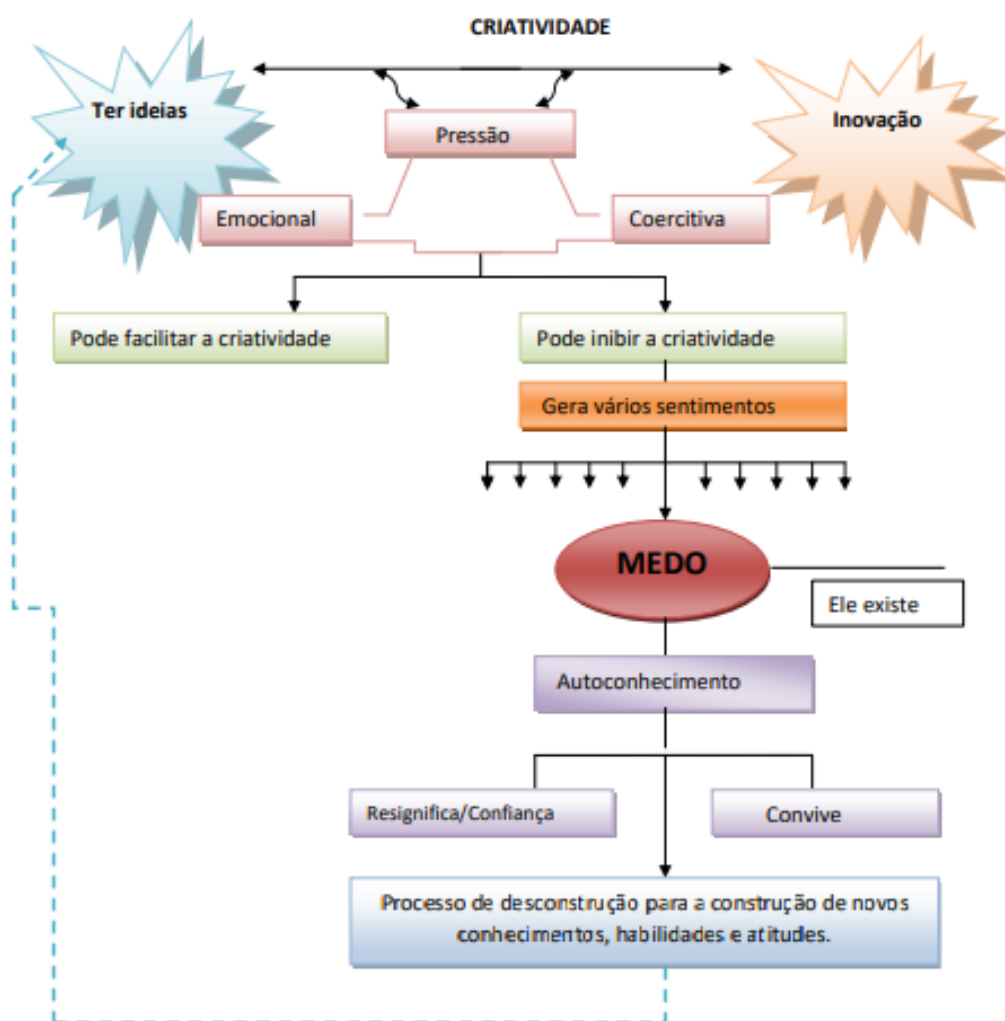 CRIATIVIDADE
Ter ideias
Inovação
Pressão
Emocional
Coercitiva
Pode facilitar a criatividade
Pode inibir a criatividade
Gera vários sentimentos
MEDO
Ele existe
Autoconhecimento
Resignifica/Confiança
Convive
Processo de desconstrução para a construção de novos
conhecimentos, habilidades e atitudes.